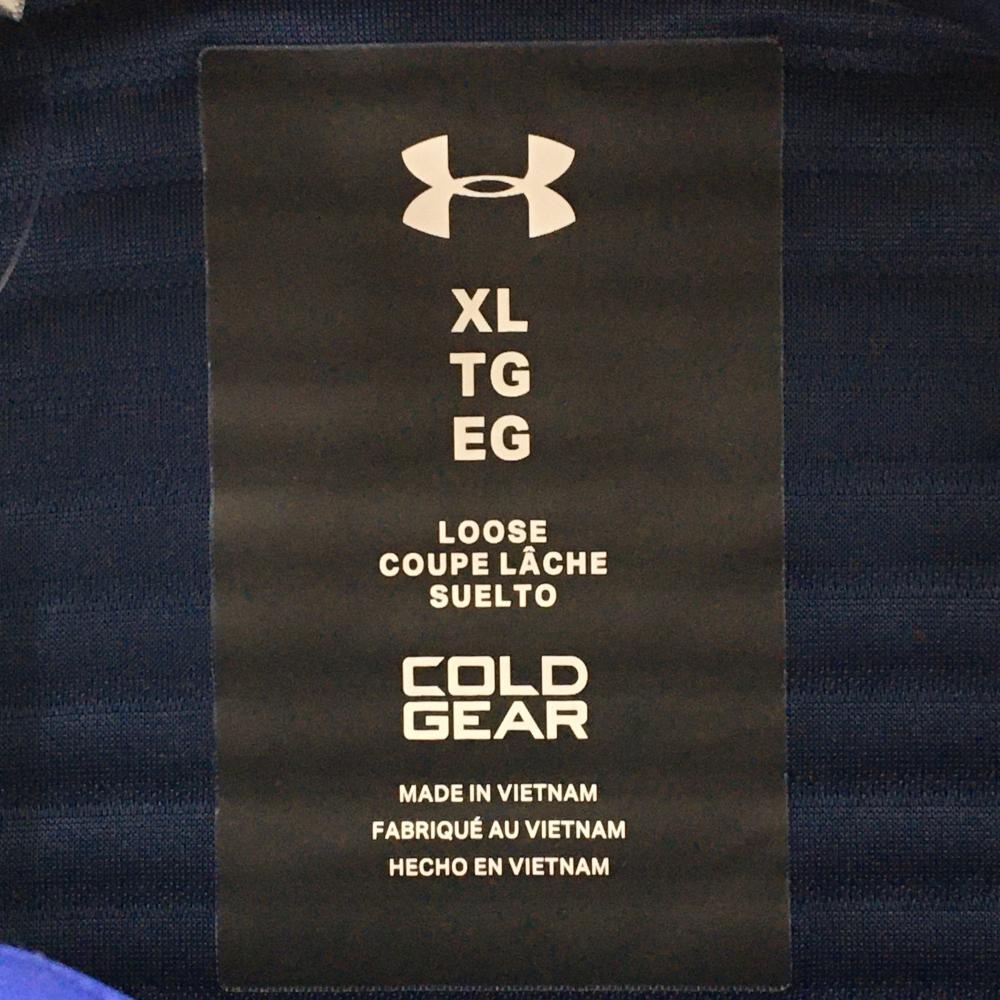 XL
TG
EG
LOOSE
COUPE LÂCHE
SUELTO
COLD
GEAR
MADE IN VIETNAM
FABRIQUÉ AU VIETNAM
HECHO EN VIETNAM